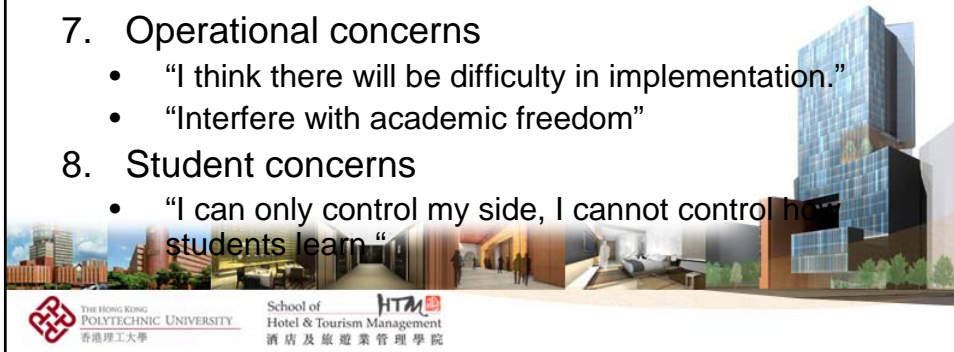 7. Operational concerns
• “I think there will be difficulty in implementation.”
• “Interfere with academic freedom”
8. Student concerns
• “I can only control my side, I cannot control how
students learn.“
THE HONG KONG
POLYTECHNIC UNIVERSITY
香港理工大學
School of HTM
Hotel & Tourism Management
酒店及旅遊業管理學院